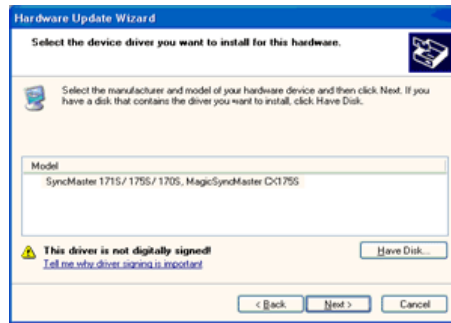 Hardware Update Wizard
Select the device driver you want to install for this hardware.
Select the manufacturer and model of your hardware device and then click Next. If you
have a disk that contains the driver you want to install, click Have Disk.
Model
SyncMaster 171S/ 175S/ 170S, MagicSyncMaster CX175S
This driver is not digitally signed!
Have Disk...
Tell me why driver signing is important
< Back
Next >
Cancel